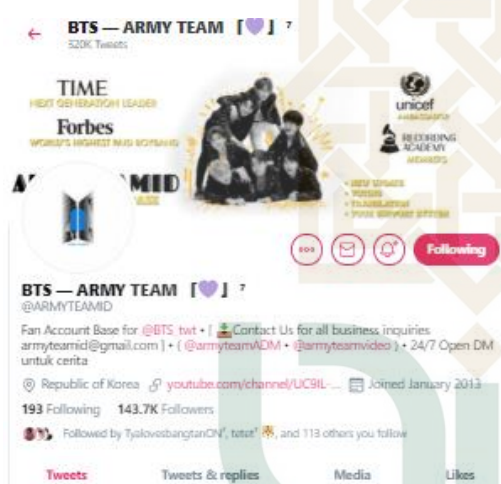 BTS — ARMY TEAM ⟦💜⟧ ⁷
520K Tweets
TIME
NEXT GENERATION LEADER
Forbes
WORLD'S HIGHEST PAID BOYBAND
unicef
AMBASSADOR
RECORDING ACADEMY
MEMBERS
MID
• NEW UPDATE
• VOTING
• TRANSLATION
• YOUR SUPPORT SYSTEM
Following
BTS — ARMY TEAM ⟦💜⟧ ⁷
@ARMYTEAMID
Fan Account Base for @BTS_twt • [ 📥Contact Us for all business inquiries
armyteamid@gmail.com ] • ( @armyteamADM • @armyteamvideo ) • 24/7 Open DM
untuk cerita
Republic of Korea youtube.com/channel/UC9IL-... Joined January 2013
193 Following 143.7K Followers
Followed by and 113 others you follow
Tweets Tweets & replies Media Likes